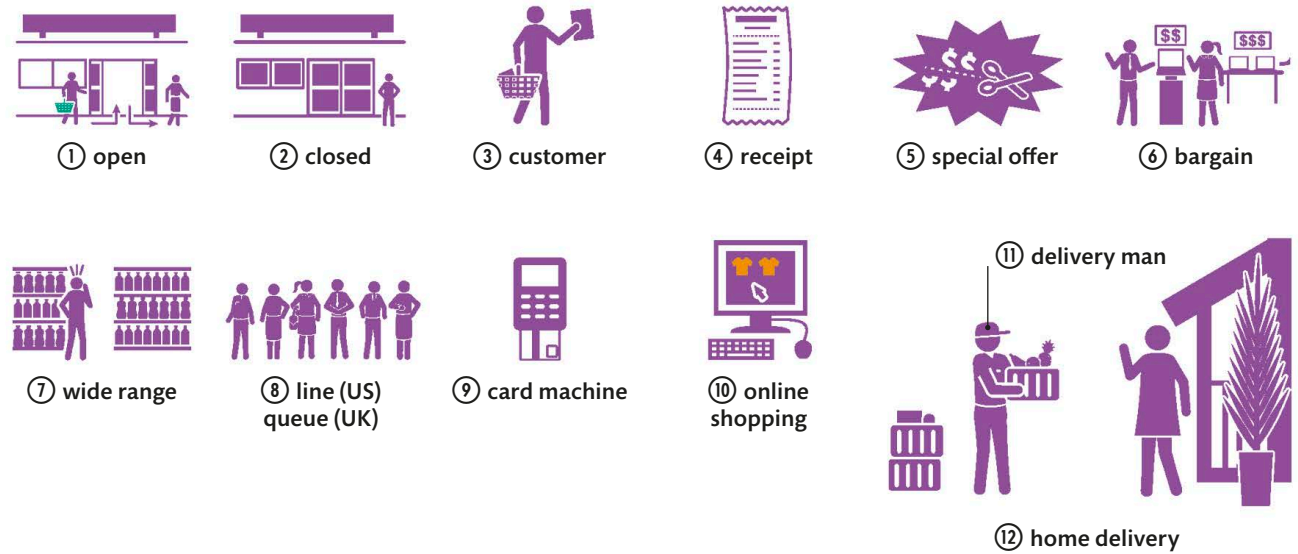 $$
$$$
① open
② closed
③ customer
④ receipt
⑤ special offer
⑥ bargain
⑦ wide range
⑧ line (US)
queue (UK)
⑨ card machine
⑩ online
shopping
⑪ delivery man
⑫ home delivery